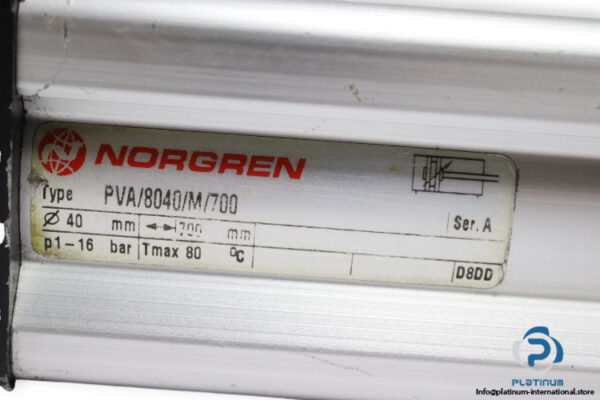 NORGREN
Type PVA/8040/M/700
Ø 40 mm ◄─► 700 mm Ser. A
p1-16 bar Tmax 80 °C D8DD
PLATINUM
Info@platinum-international.store